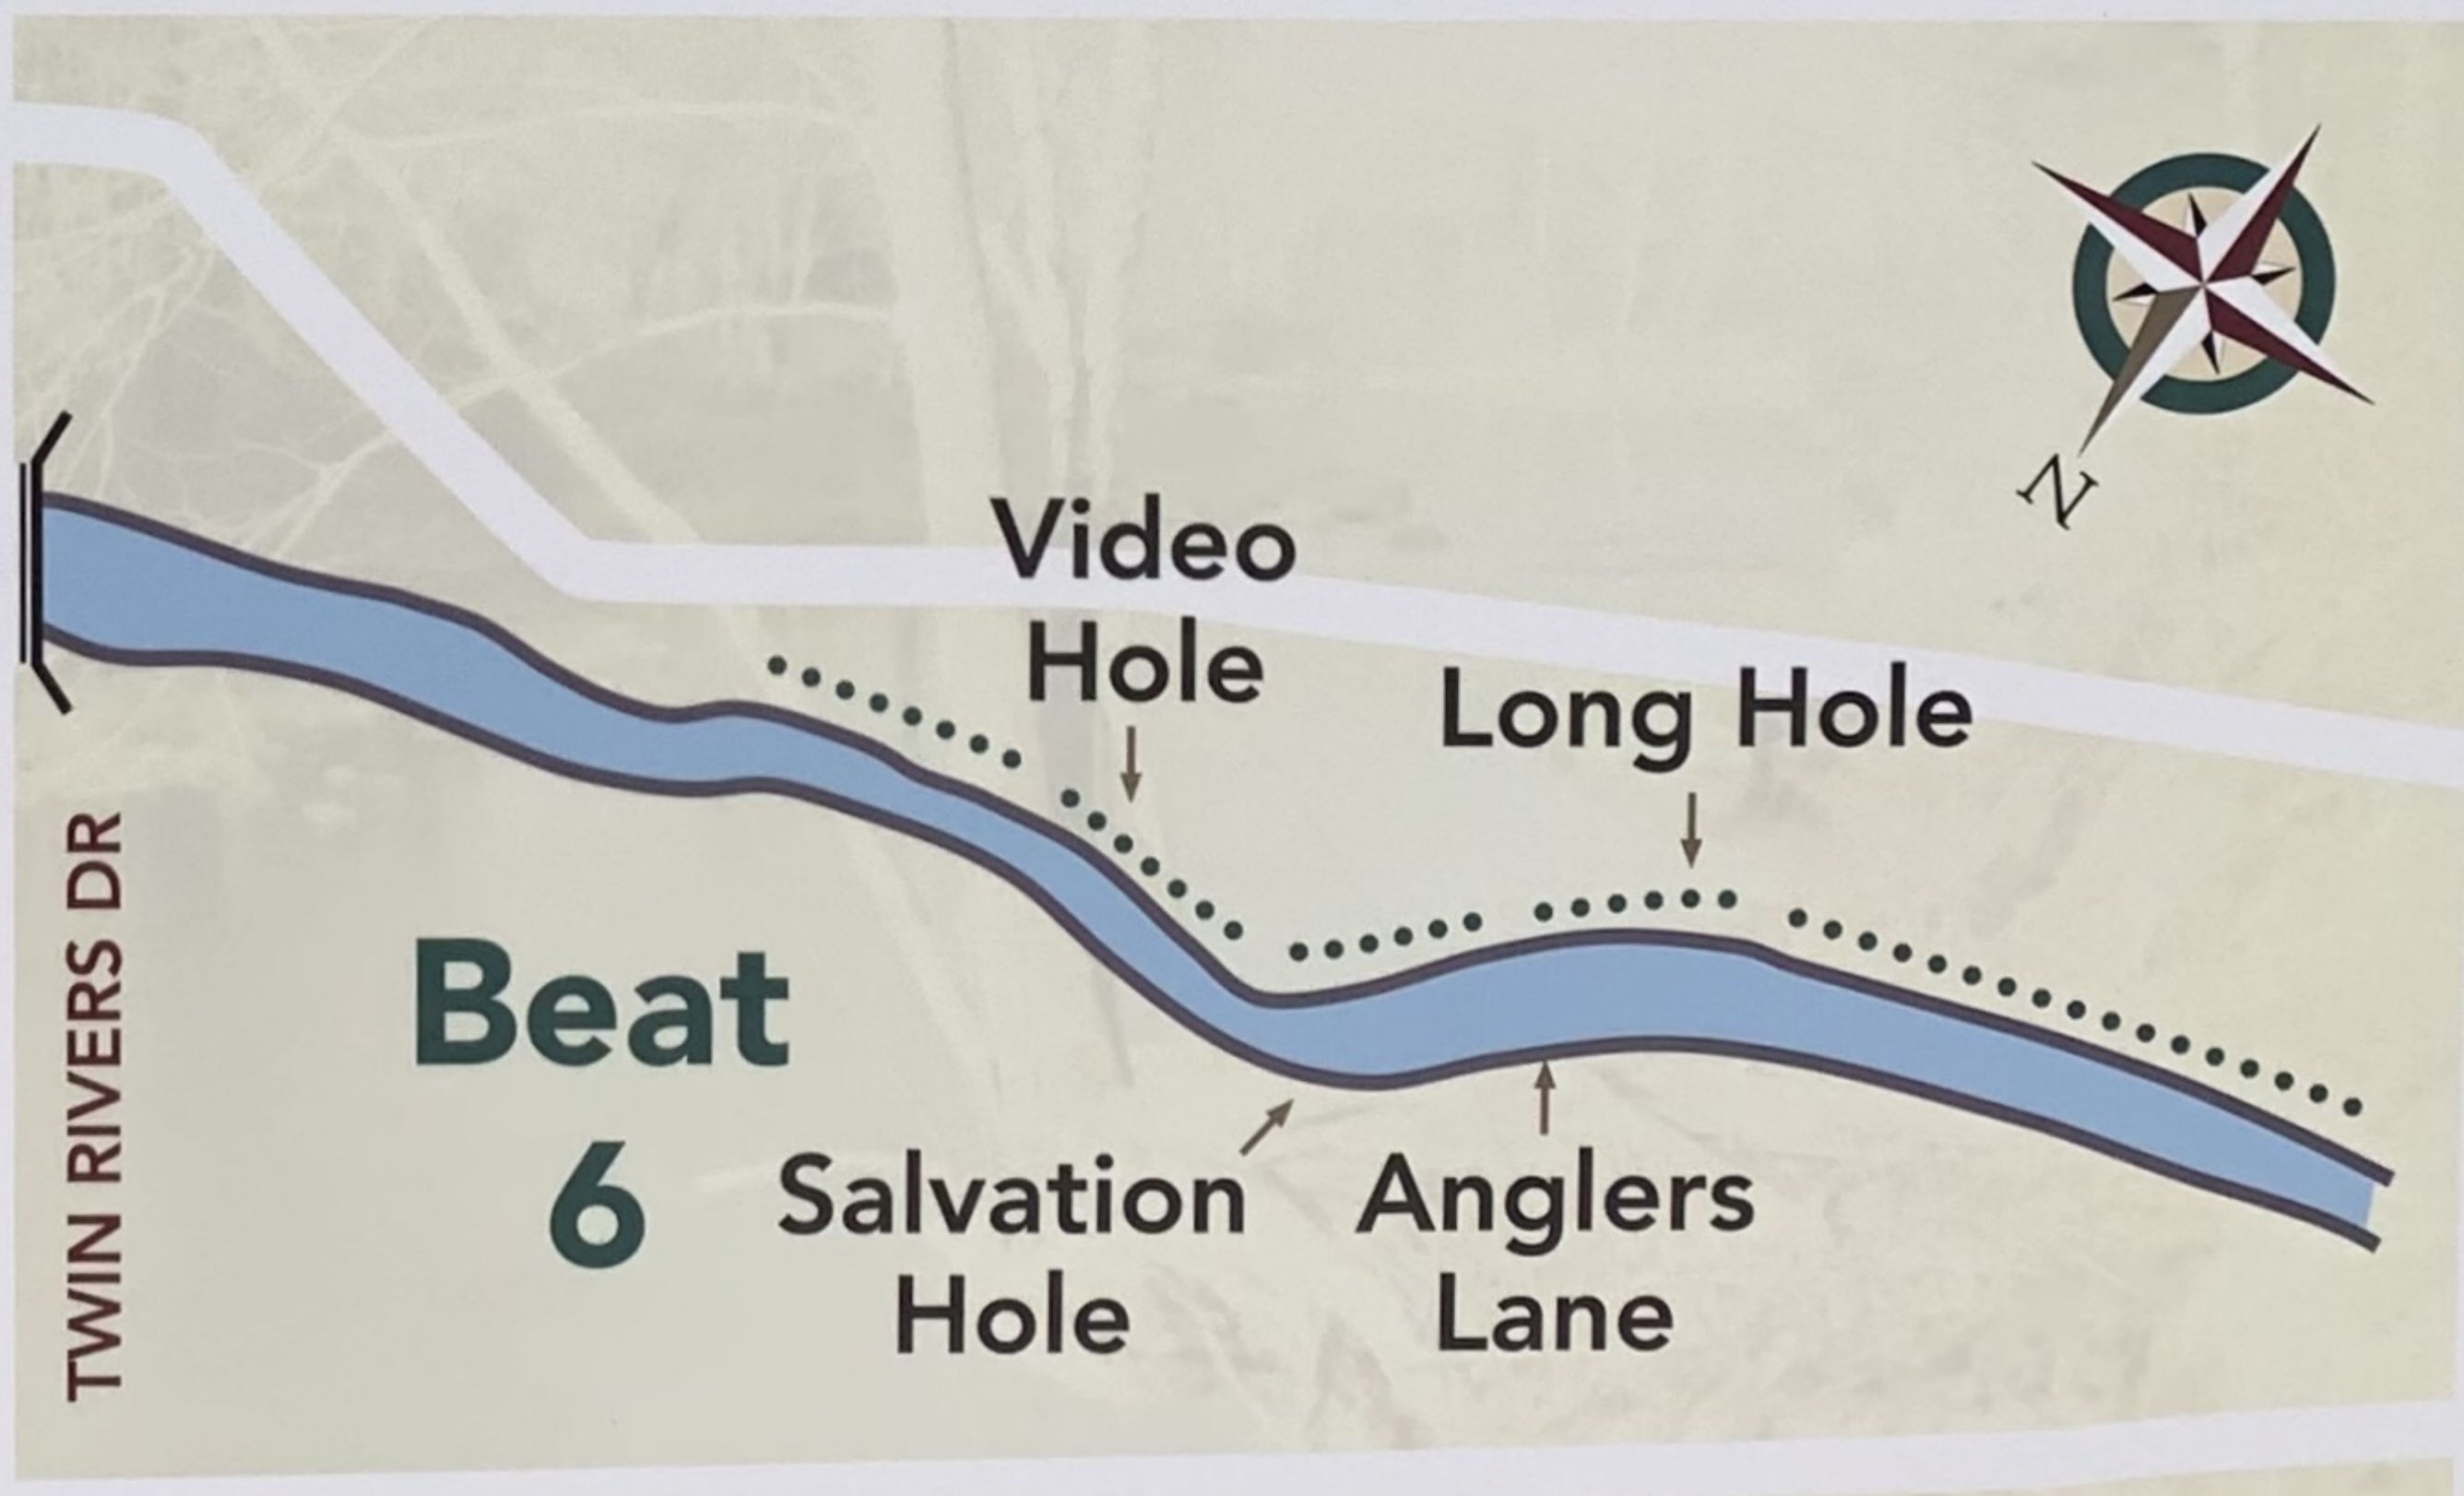 N
Video
Hole
Long Hole
TWIN RIVERS DR
Beat
6
Salvation
Hole
Anglers
Lane